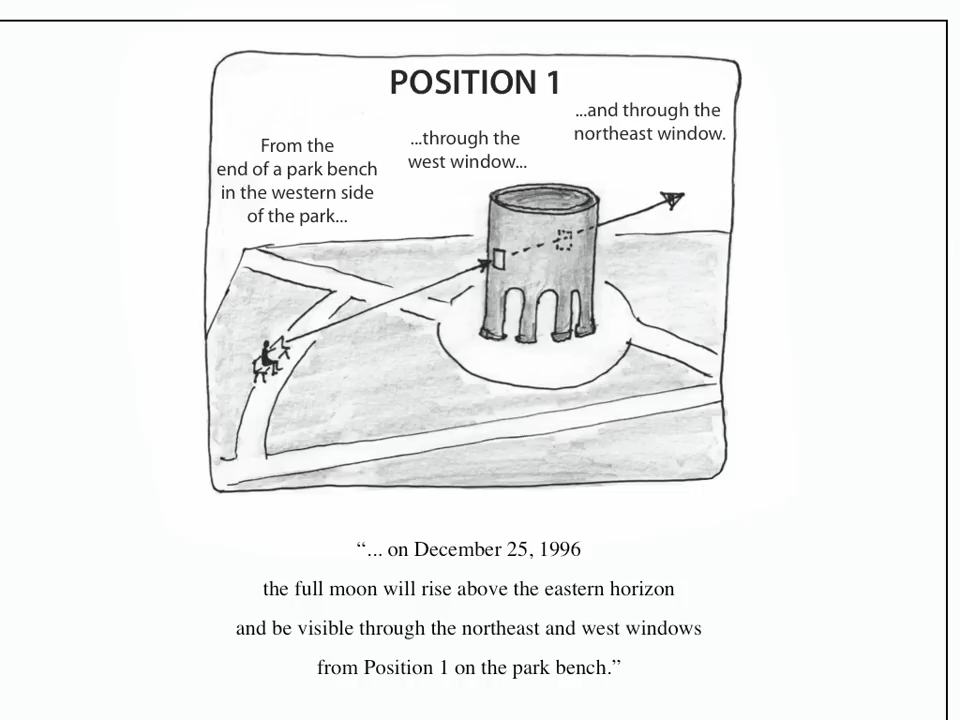 POSITION 1
From the
end of a park bench
in the western side
of the park...
...through the
west window...
...and through the
northeast window.
“... on December 25, 1996
the full moon will rise above the eastern horizon
and be visible through the northeast and west windows
from Position 1 on the park bench.”